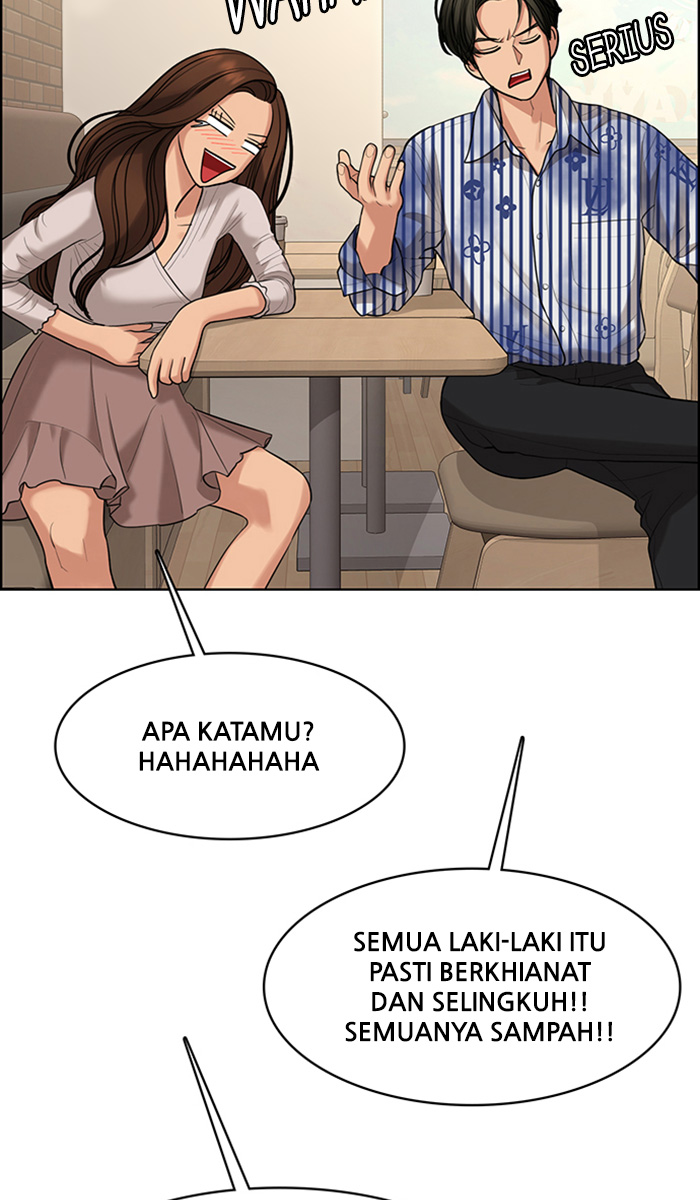 SERIUS
APA KATAMU?
HAHAHAHAHA
SEMUA LAKI-LAKI ITU
PASTI BERKHIANAT
DAN SELINGKUH!!
SEMUANYA SAMPAH!!